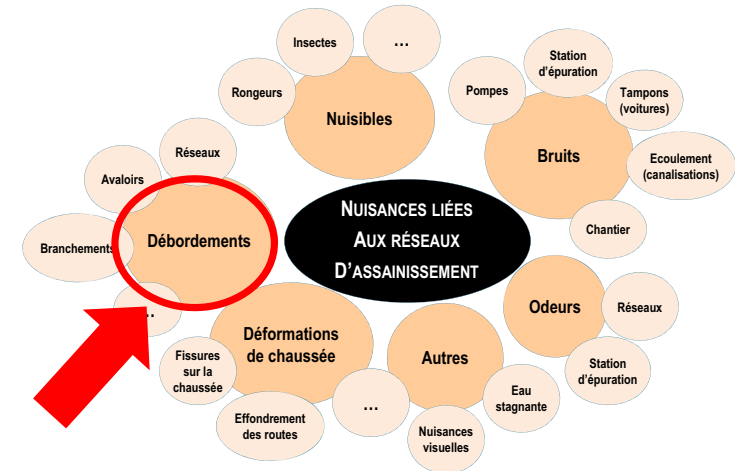 NUISANCES LIÉES
AUX RÉSEAUX
D'ASSAINISSEMENT
Nuisibles
Rongeurs
Insectes
...
Bruits
Pompes
Station
d'épuration
Tampons
(voitures)
Ecoulement
(canalisations)
Chantier
Odeurs
Réseaux
Station
d'épuration
Autres
Eau
stagnante
Nuisances
visuelles
...
Déformations
de chaussée
Effondrement
des routes
Fissures
sur la
chaussée
Débordements
...
Branchements
Avaloirs
Réseaux